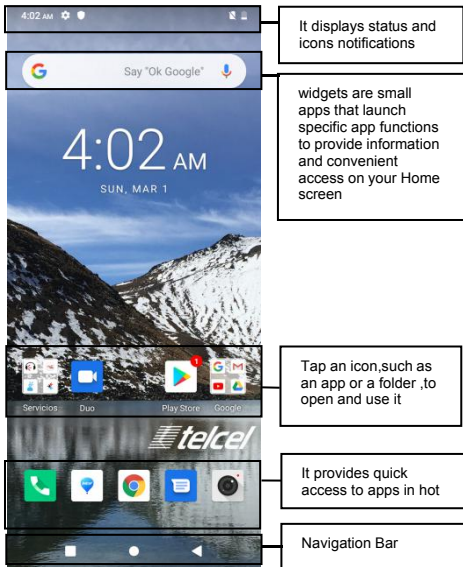 4:02 AM
It displays status and
icons notifications
G Say "Ok Google"
widgets are small
apps that launch
specific app functions
to provide information
and convenient
access on your Home
screen
4:02 AM
SUN, MAR 1
1
G M
Servicios Duo Play Store Google
Tap an icon,such as
an app or a folder ,to
open and use it
telcel
It provides quick
access to apps in hot
Navigation Bar